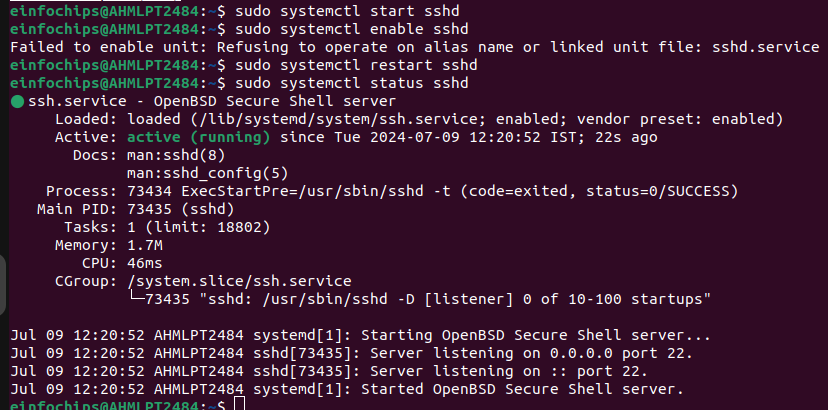 einfochips@AHMLPT2484:~$ sudo systemctl start sshd
einfochips@AHMLPT2484:~$ sudo systemctl enable sshd
Failed to enable unit: Refusing to operate on alias name or linked unit file: sshd.service
einfochips@AHMLPT2484:~$ sudo systemctl restart sshd
einfochips@AHMLPT2484:~$ sudo systemctl status sshd
● ssh.service - OpenBSD Secure Shell server
     Loaded: loaded (/lib/systemd/system/ssh.service; enabled; vendor preset: enabled)
     Active: active (running) since Tue 2024-07-09 12:20:52 IST; 22s ago
       Docs: man:sshd(8)
             man:sshd_config(5)
    Process: 73434 ExecStartPre=/usr/sbin/sshd -t (code=exited, status=0/SUCCESS)
   Main PID: 73435 (sshd)
      Tasks: 1 (limit: 18802)
     Memory: 1.7M
        CPU: 46ms
     CGroup: /system.slice/ssh.service
             └─73435 "sshd: /usr/sbin/sshd -D [listener] 0 of 10-100 startups"
Jul 09 12:20:52 AHMLPT2484 systemd[1]: Starting OpenBSD Secure Shell server...
Jul 09 12:20:52 AHMLPT2484 sshd[73435]: Server listening on 0.0.0.0 port 22.
Jul 09 12:20:52 AHMLPT2484 sshd[73435]: Server listening on :: port 22.
Jul 09 12:20:52 AHMLPT2484 systemd[1]: Started OpenBSD Secure Shell server.
einfochips@AHMLPT2484:~$